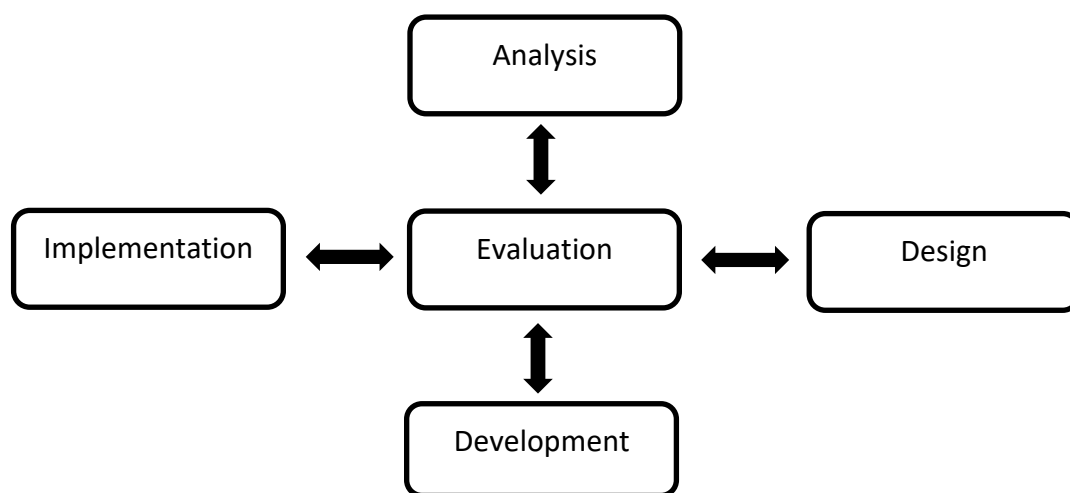 Analysis
Implementation
Evaluation
Design
Development